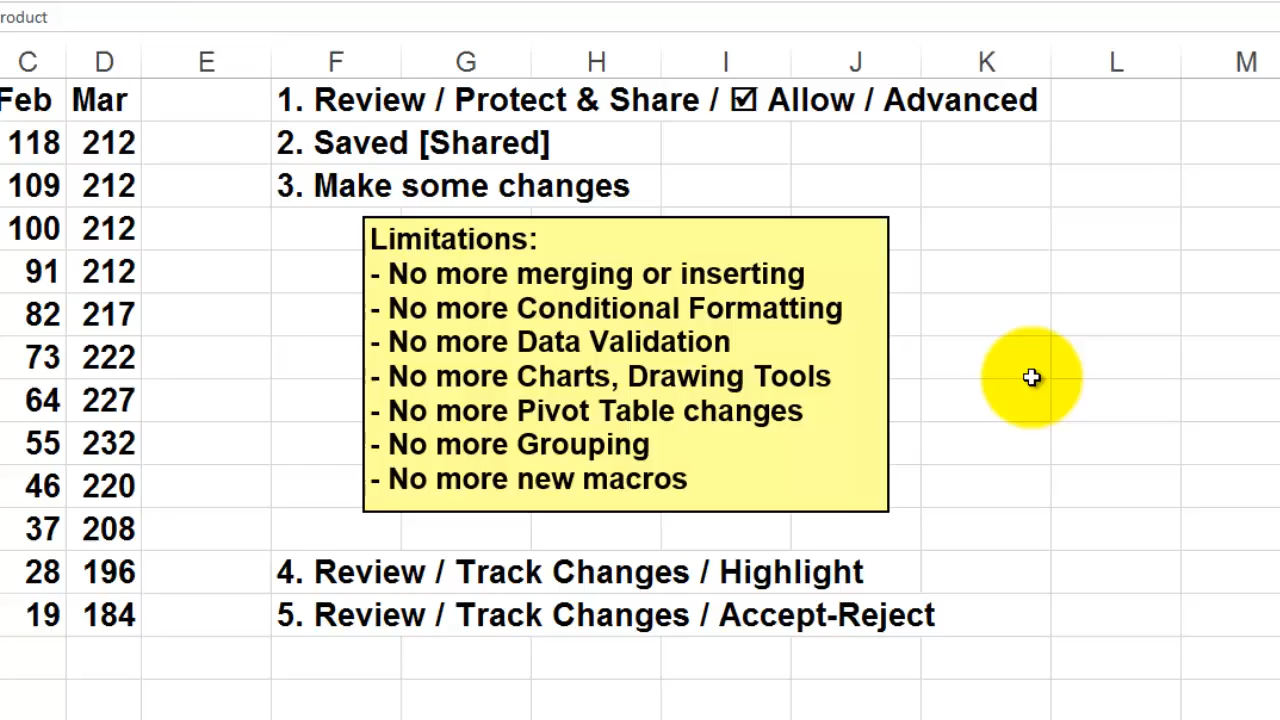 roduct
C D E F G H I J K L M
Feb Mar 1. Review / Protect & Share / ☑ Allow / Advanced
118 212 2. Saved [Shared]
109 212 3. Make some changes
100 212
91 212
82 217
73 222
64 227
55 232
46 220
37 208
28 196 4. Review / Track Changes / Highlight
19 184 5. Review / Track Changes / Accept-Reject
Limitations:
- No more merging or inserting
- No more Conditional Formatting
- No more Data Validation
- No more Charts, Drawing Tools
- No more Pivot Table changes
- No more Grouping
- No more new macros